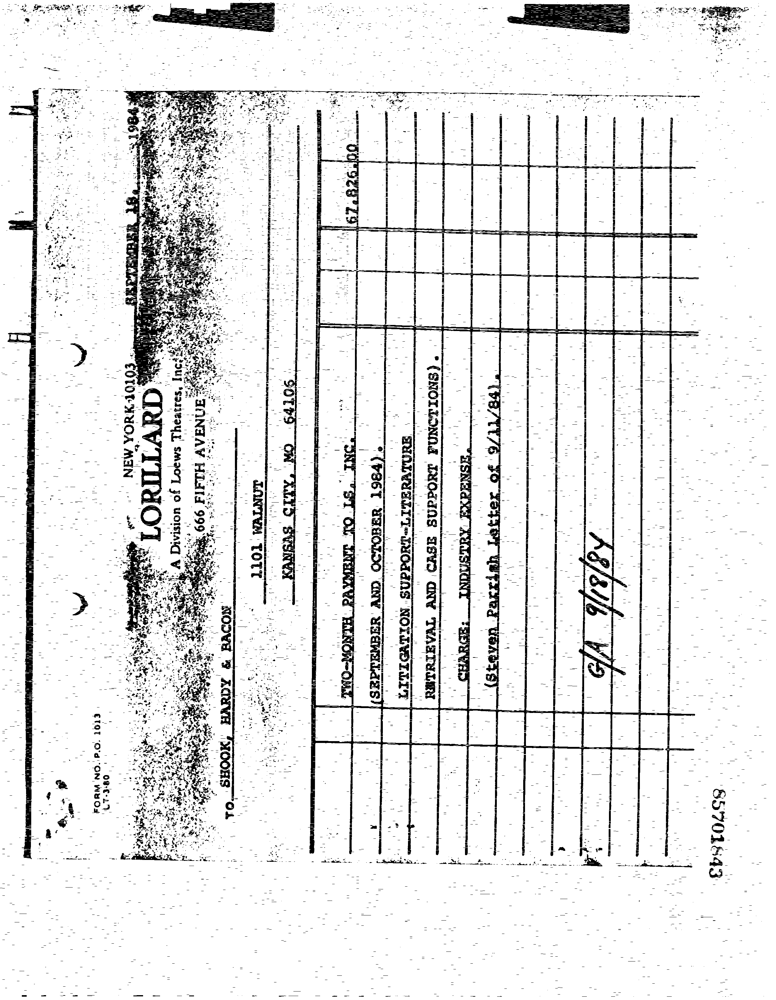 FORM NO. P.O. 1013
L7-3-80
NEW YORK 10103 SEPTEMBER 18, 1984
LORILLARD
A Division of Loews Theatres, Inc.
666 FIFTH AVENUE
TO SHOOK, HARDY & BACON
1101 WALNUT
KANSAS CITY, MO 64106
TWO-MONTH PAYMENT TO LS, INC. 67,826.00
(SEPTEMBER AND OCTOBER 1984).
LITIGATION SUPPORT-LITERATURE
RETRIEVAL AND CASE SUPPORT FUNCTIONS).
CHARGE: INDUSTRY EXPENSE.
(Steven Parrish Letter of 9/11/84).
G/A 9/18/84
85701843